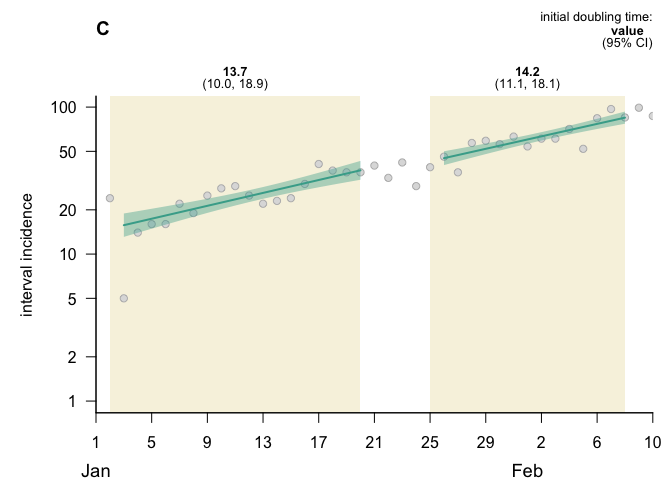 C
initial doubling time:
value
(95% CI)
13.7
(10.0, 18.9)
14.2
(11.1, 18.1)
interval incidence
100
50
20
10
5
2
1
1 5 9 13 17 21 25 29 2 6 10
Jan Feb